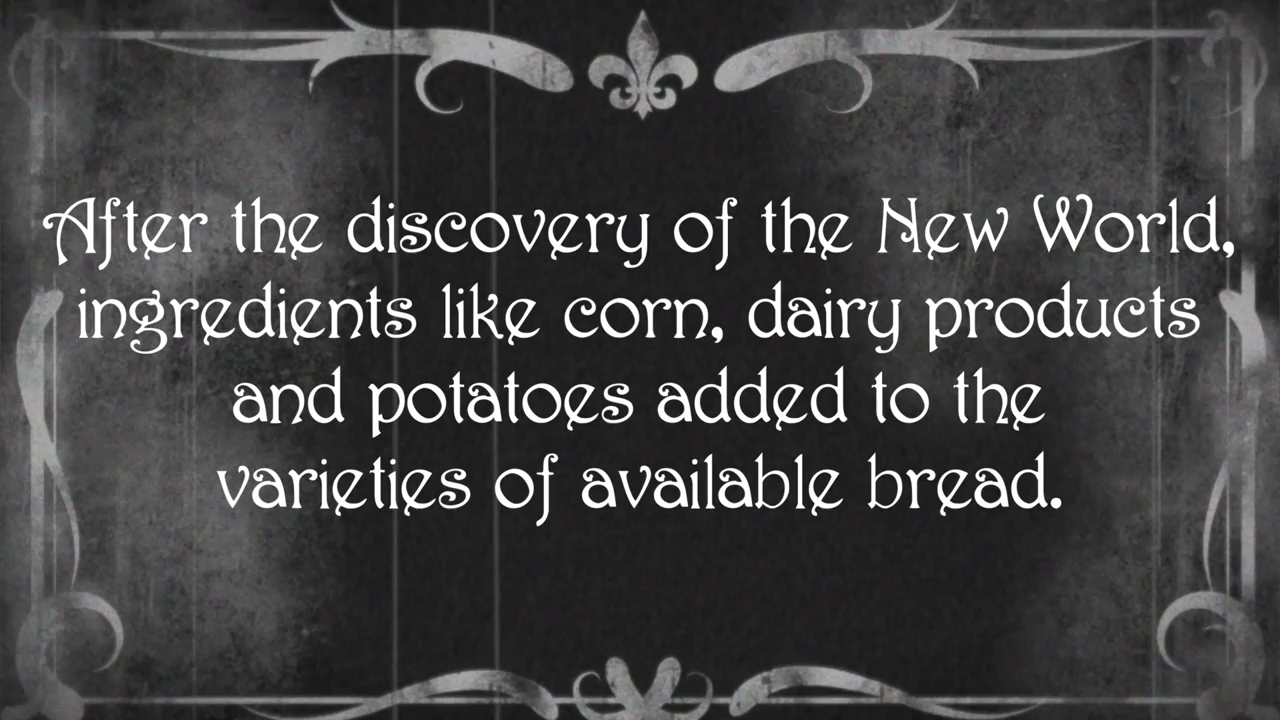 After the discovery of the New World,
ingredients like corn, dairy products
and potatoes added to the
varieties of available bread.